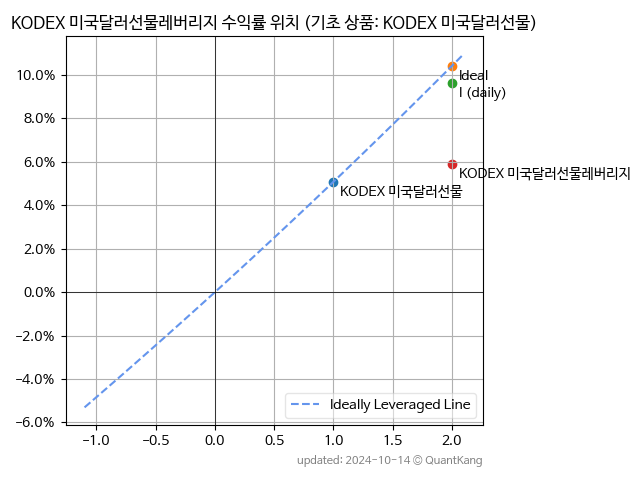 KODEX 미국달러선물레버리지 수익률 위치 (기초 상품: KODEX 미국달러선물)
10.0%
8.0%
6.0%
4.0%
2.0%
0.0%
-2.0%
-4.0%
-6.0%
Ideal
I (daily)
KODEX 미국달러선물레버리지
KODEX 미국달러선물
Ideally Leveraged Line
-1.0 -0.5 0.0 0.5 1.0 1.5 2.0
updated: 2024-10-14 © QuantKang